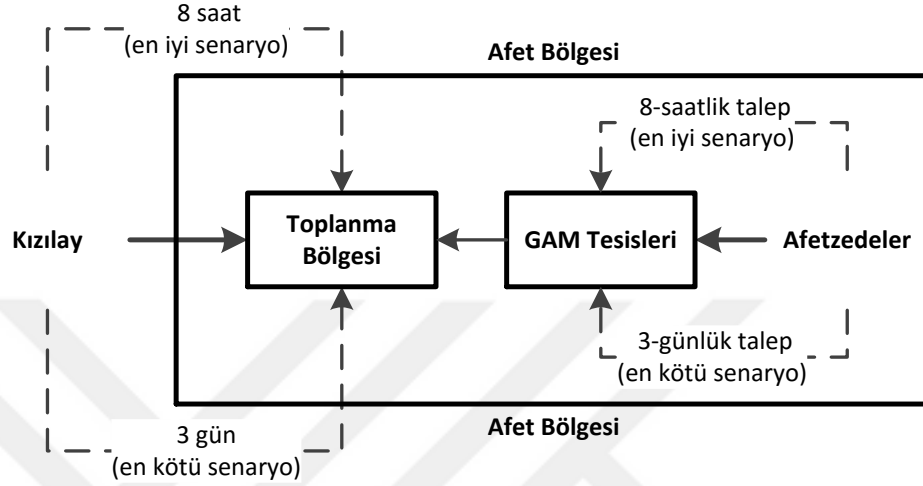 8 saat
(en iyi senaryo)
Afet Bölgesi
8-saatlik talep
(en iyi senaryo)
Kızılay
Toplanma
Bölgesi
GAM Tesisleri
Afetzedeler
3-günlük talep
(en kötü senaryo)
Afet Bölgesi
3 gün
(en kötü senaryo)